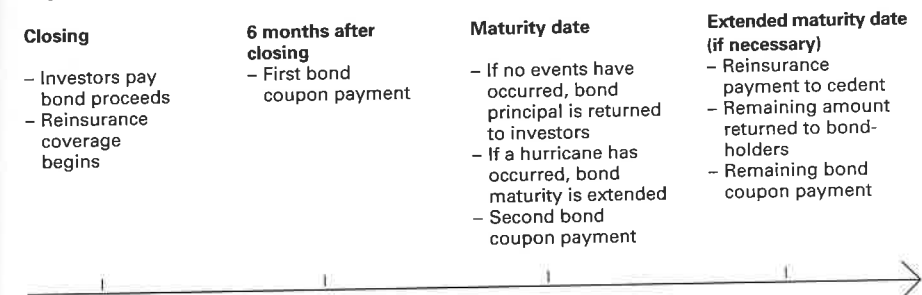 Closing
– Investors pay
bond proceeds
– Reinsurance
coverage
begins
6 months after
closing
– First bond
coupon payment
Maturity date
– If no events have
occurred, bond
principal is returned
to investors
– If a hurricane has
occurred, bond
maturity is extended
– Second bond
coupon payment
Extended maturity date
(if necessary)
– Reinsurance
payment to cedent
– Remaining amount
returned to bond-
holders
– Remaining bond
coupon payment